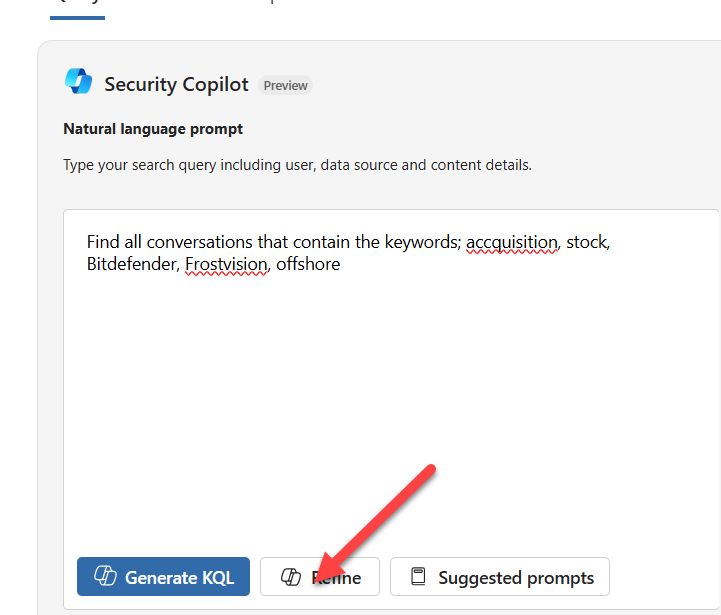 Security Copilot Preview
Natural language prompt
Type your search query including user, data source and content details.
Find all conversations that contain the keywords; accquisition, stock,
Bitdefender, Frostvision, offshore
Generate KQL
Refine
Suggested prompts